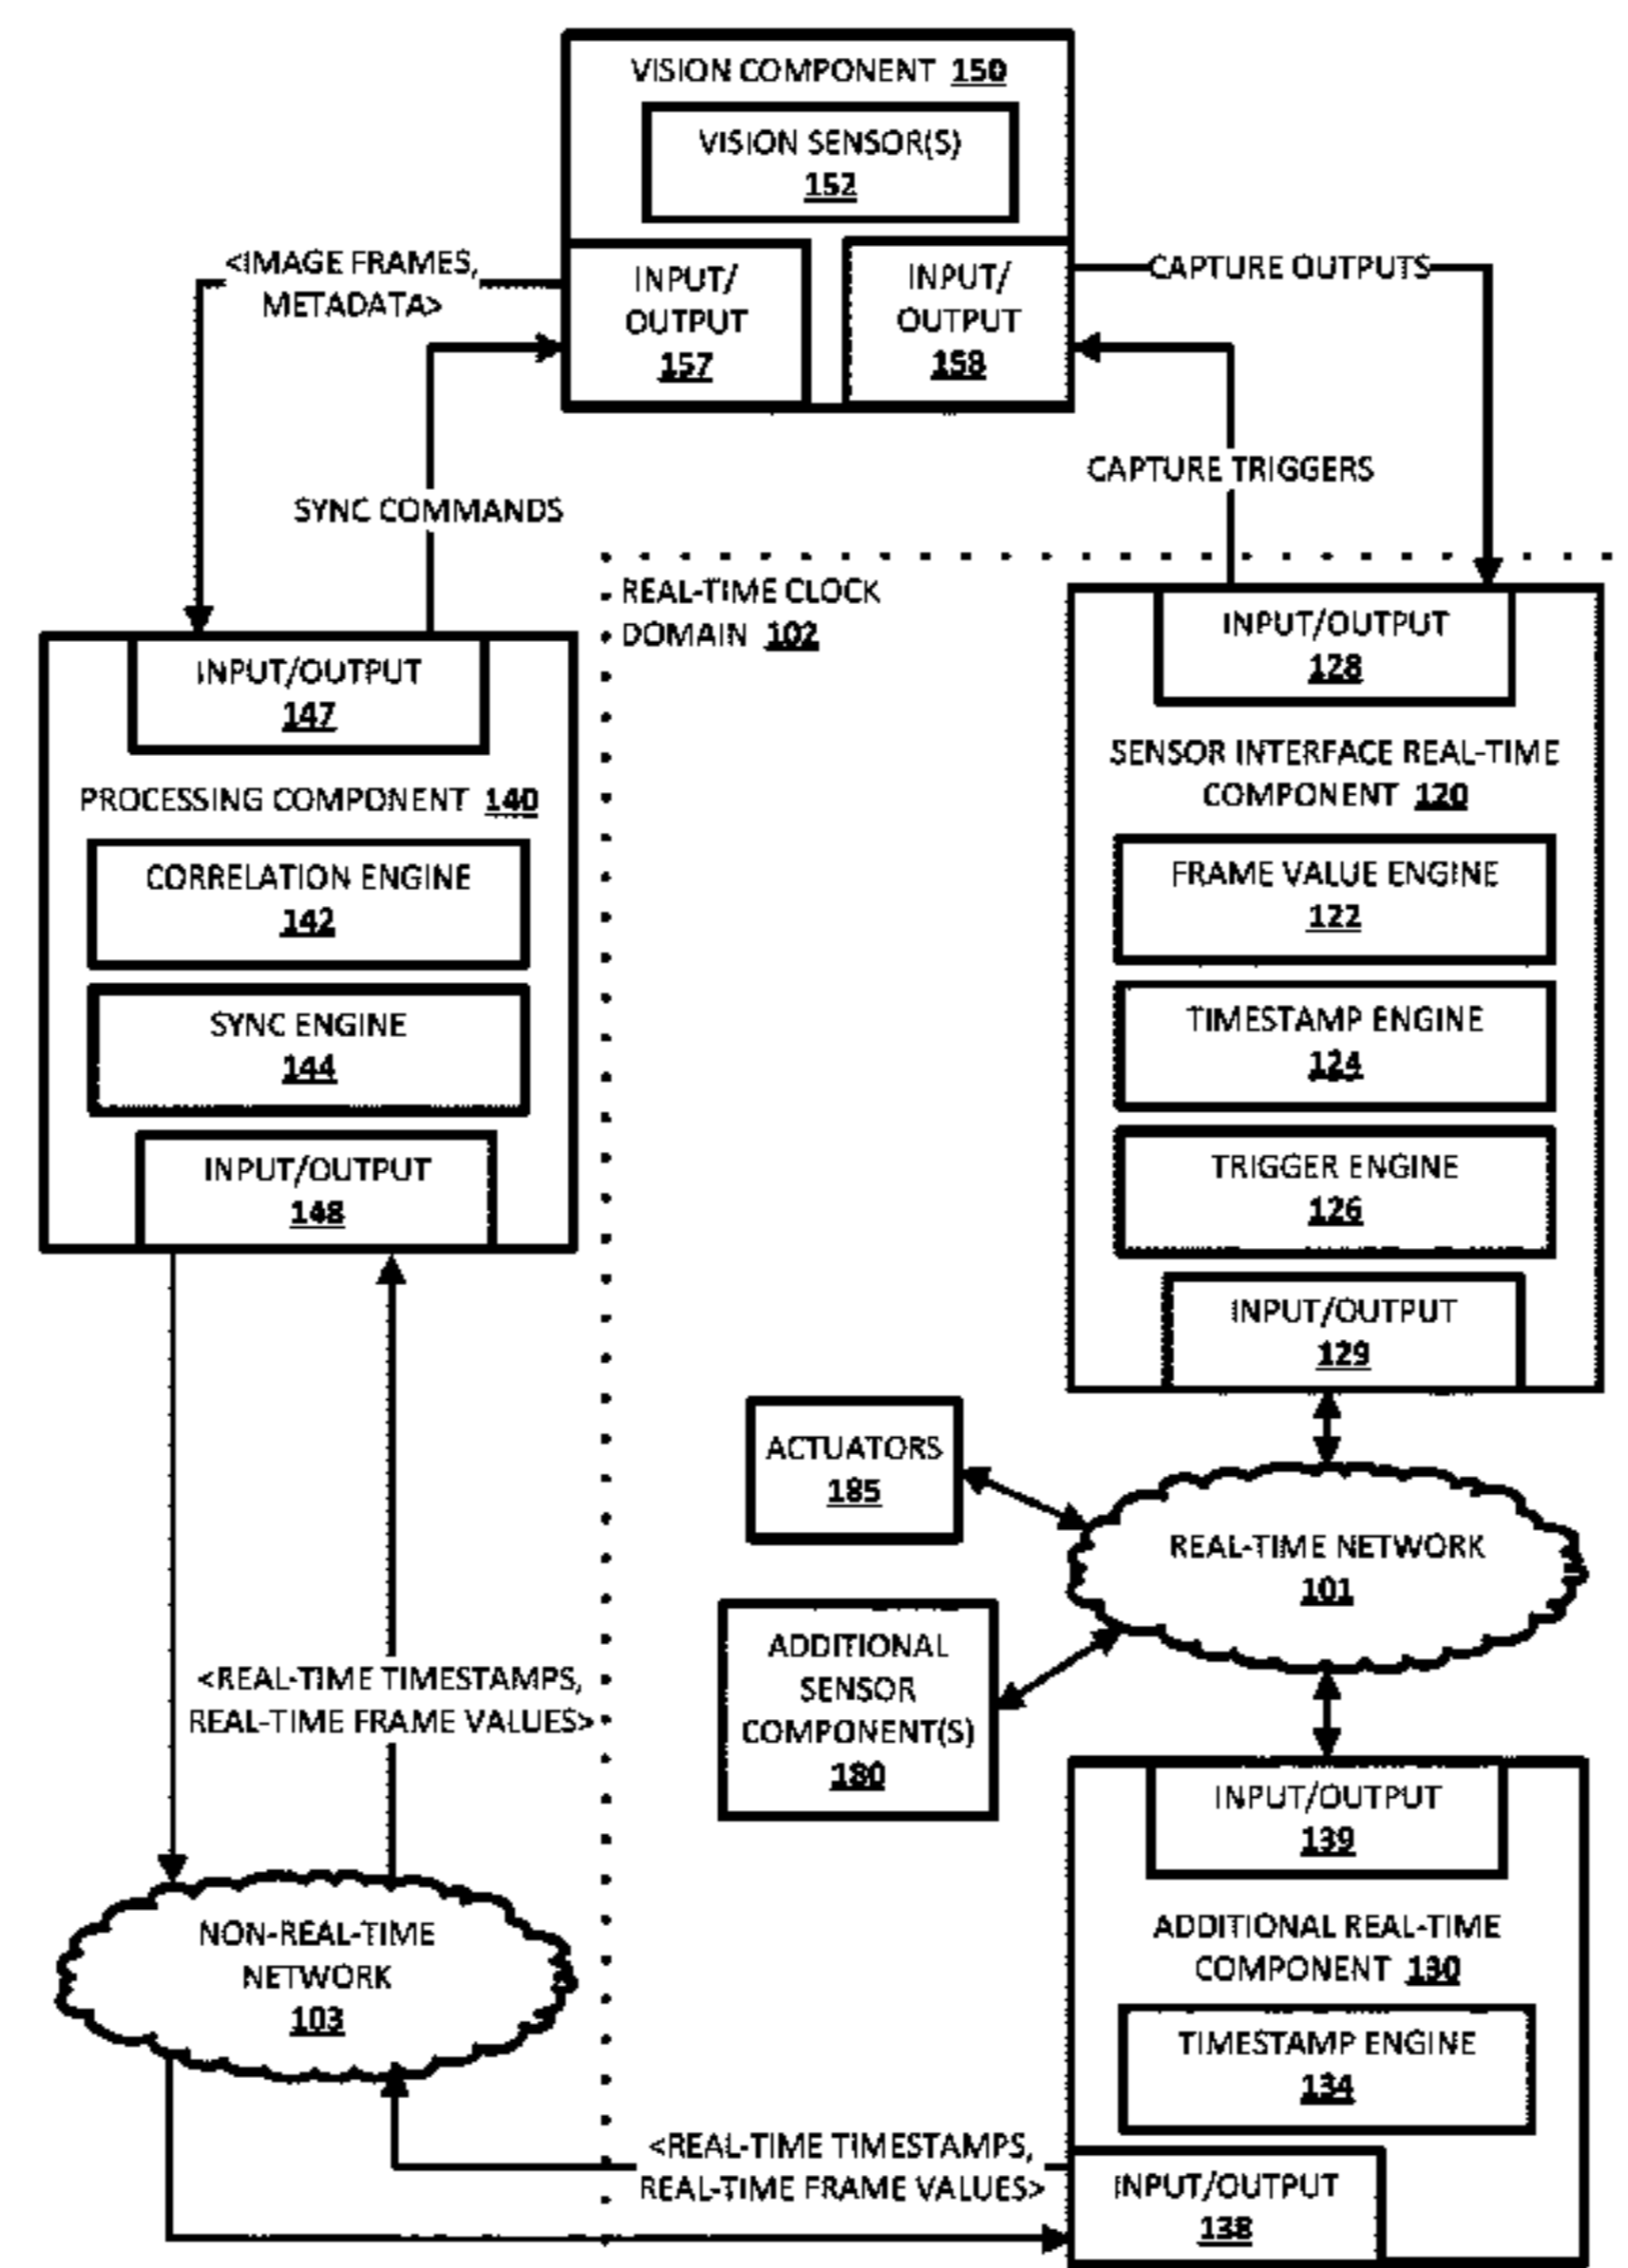 VISION COMPONENT 150
VISION SENSOR(S)
152
INPUT/
OUTPUT
157
INPUT/
OUTPUT
158
<IMAGE FRAMES,
METADATA>
CAPTURE OUTPUTS
SYNC COMMANDS
CAPTURE TRIGGERS
REAL-TIME CLOCK
DOMAIN 102
INPUT/OUTPUT
147
PROCESSING COMPONENT 140
CORRELATION ENGINE
142
SYNC ENGINE
144
INPUT/OUTPUT
148
INPUT/OUTPUT
128
SENSOR INTERFACE REAL-TIME
COMPONENT 120
FRAME VALUE ENGINE
122
TIMESTAMP ENGINE
124
TRIGGER ENGINE
126
INPUT/OUTPUT
129
ACTUATORS
185
REAL-TIME NETWORK
101
ADDITIONAL
SENSOR
COMPONENT(S)
180
<REAL-TIME TIMESTAMPS,
REAL-TIME FRAME VALUES>
INPUT/OUTPUT
139
ADDITIONAL REAL-TIME
COMPONENT 130
TIMESTAMP ENGINE
134
INPUT/OUTPUT
138
NON-REAL-TIME
NETWORK
103
<REAL-TIME TIMESTAMPS,
REAL-TIME FRAME VALUES>